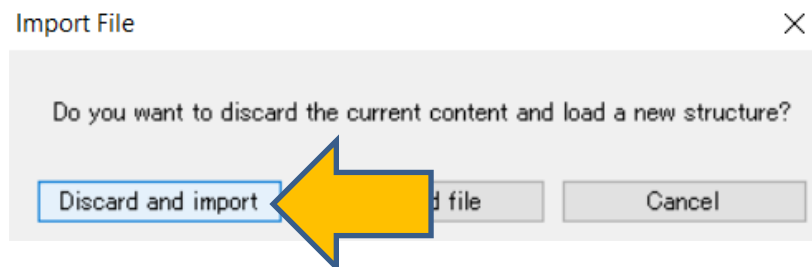 Import File
Do you want to discard the current content and load a new structure?
Discard and import file Cancel